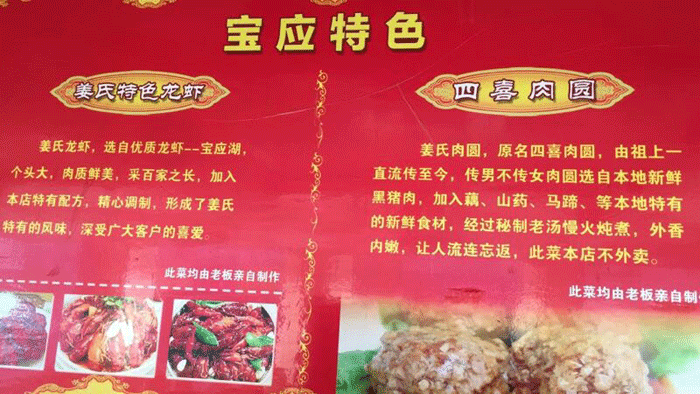 宝应特色
姜氏特色龙虾
姜氏龙虾，选自优质龙虾--宝应湖，
个头大，肉质鲜美，采百家之长，加入
本店特有配方，精心调制，形成了姜氏
特有的风味，深受广大客户的喜爱。
此菜均由老板亲自制作
四喜肉圆
姜氏肉圆，原名四喜肉圆，由祖上一
直流传至今，传男不传女肉圆选自本地新鲜
黑猪肉，加入藕、山药、马蹄、等本地特有
的新鲜食材，经过秘制老汤慢火炖煮，外香
内嫩，让人流连忘返，此菜本店不外卖。
此菜均由老板亲自制